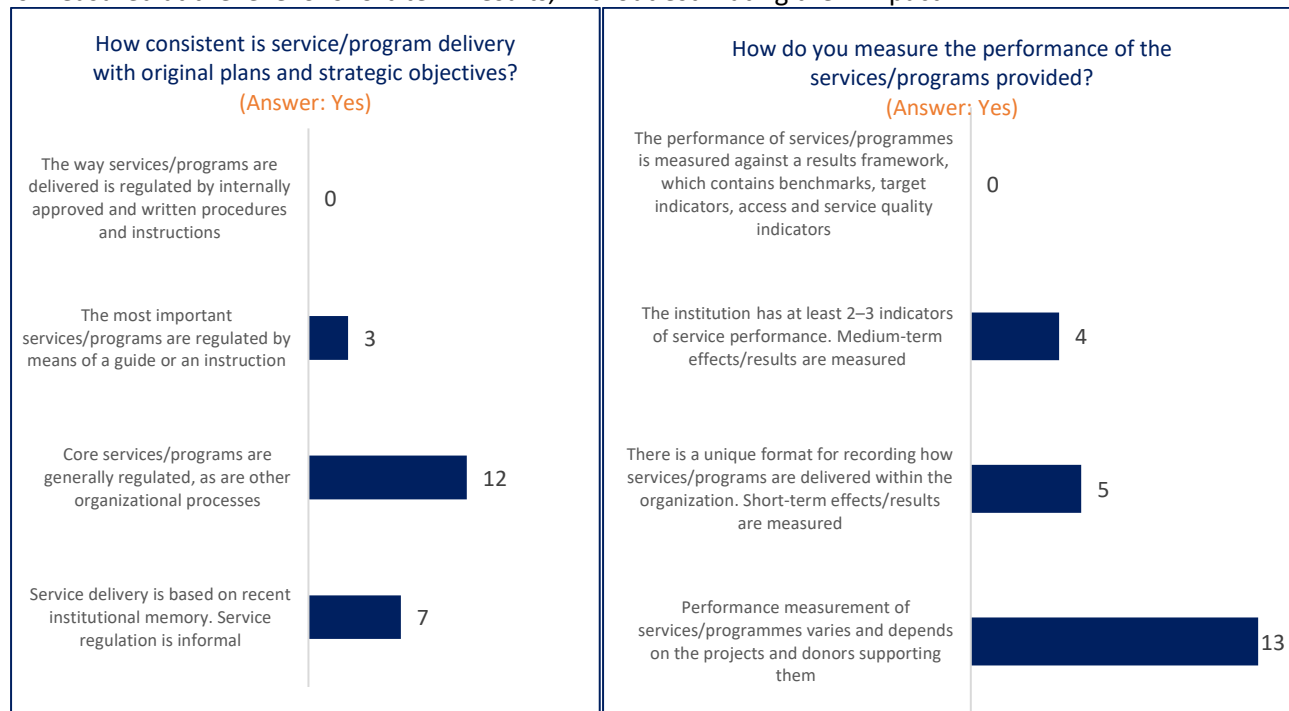 How consistent is service/program delivery
with original plans and strategic objectives?
(Answer: Yes)
The way services/programs are
delivered is regulated by internally
approved and written procedures
and instructions
0
The most important
services/programs are regulated by
means of a guide or an instruction
3
Core services/programs are
generally regulated, as are other
organizational processes
12
Service delivery is based on recent
institutional memory. Service
regulation is informal
7
How do you measure the performance of the
services/programs provided?
(Answer: Yes)
The performance of services/programmes
is measured against a results framework,
which contains benchmarks, target
indicators, access and service quality
indicators
0
The institution has at least 2–3 indicators
of service performance. Medium-term
effects/results are measured
4
There is a unique format for recording how
services/programs are delivered within the
organization. Short-term effects/results
are measured
5
Performance measurement of
services/programmes varies and depends
on the projects and donors supporting
them
13